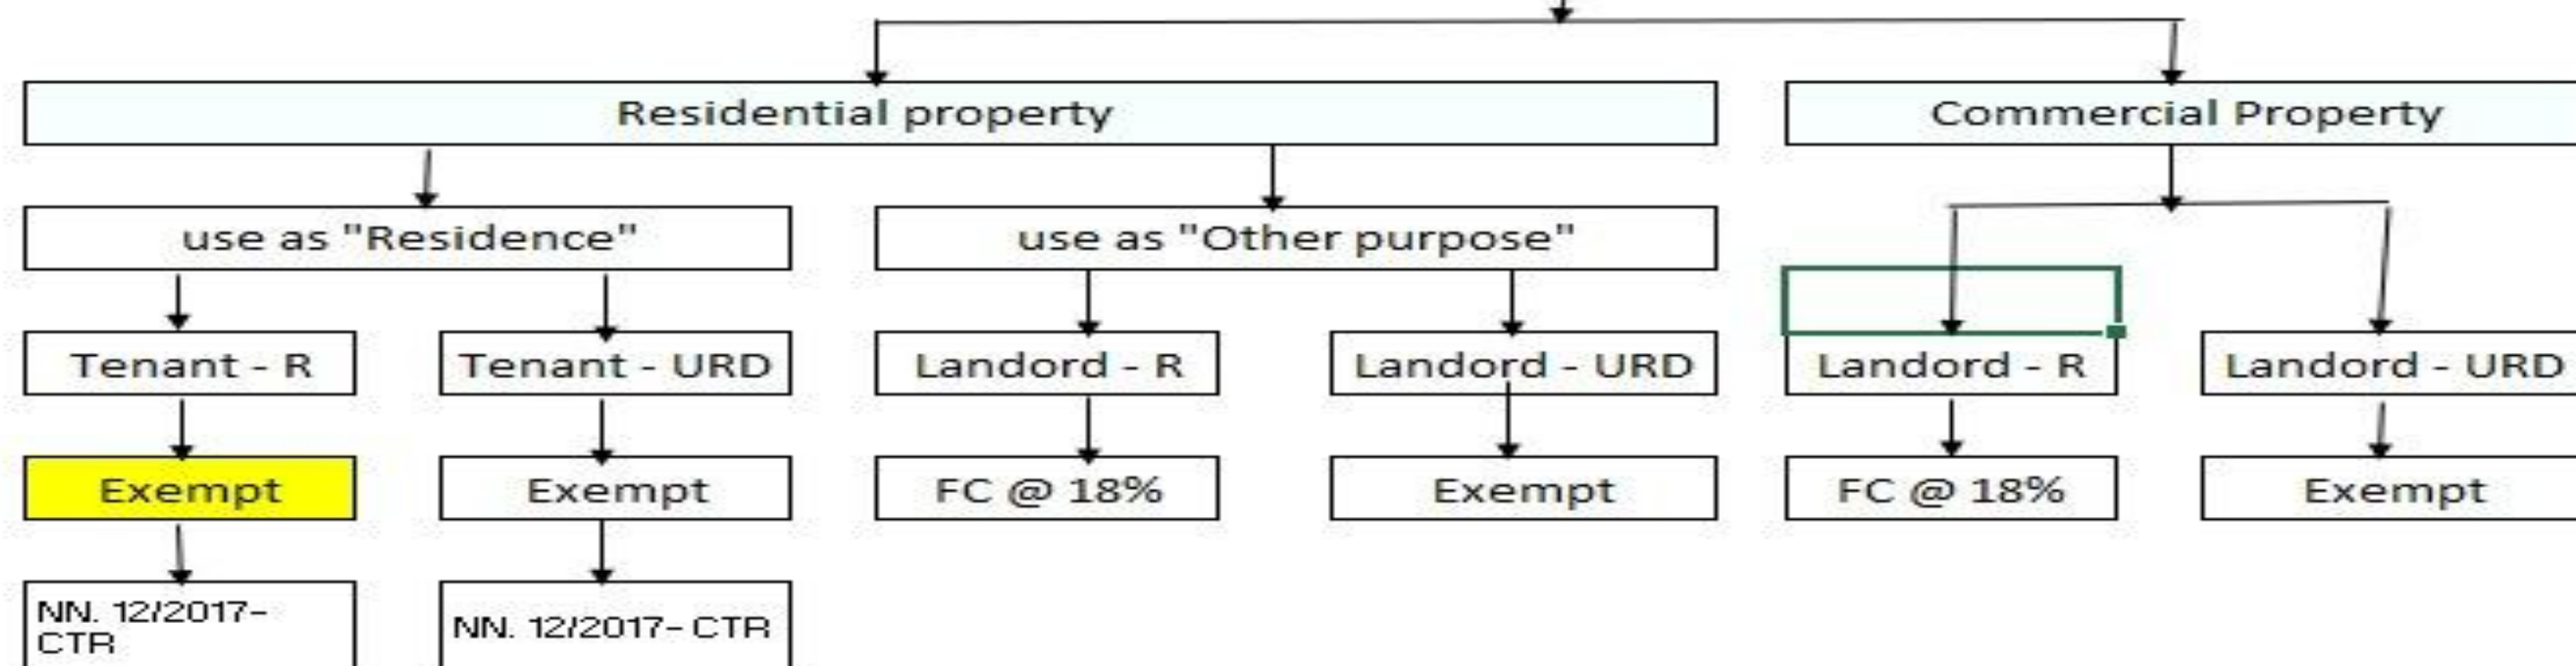 Residential property
Commercial Property
use as "Residence"
use as "Other purpose"
Tenant - R
Tenant - URD
Landord - R
Landord - URD
Landord - R
Landord - URD
Exempt
Exempt
FC @ 18%
Exempt
FC @ 18%
Exempt
NN. 12/2017-
CTR
NN. 12/2017- CTR